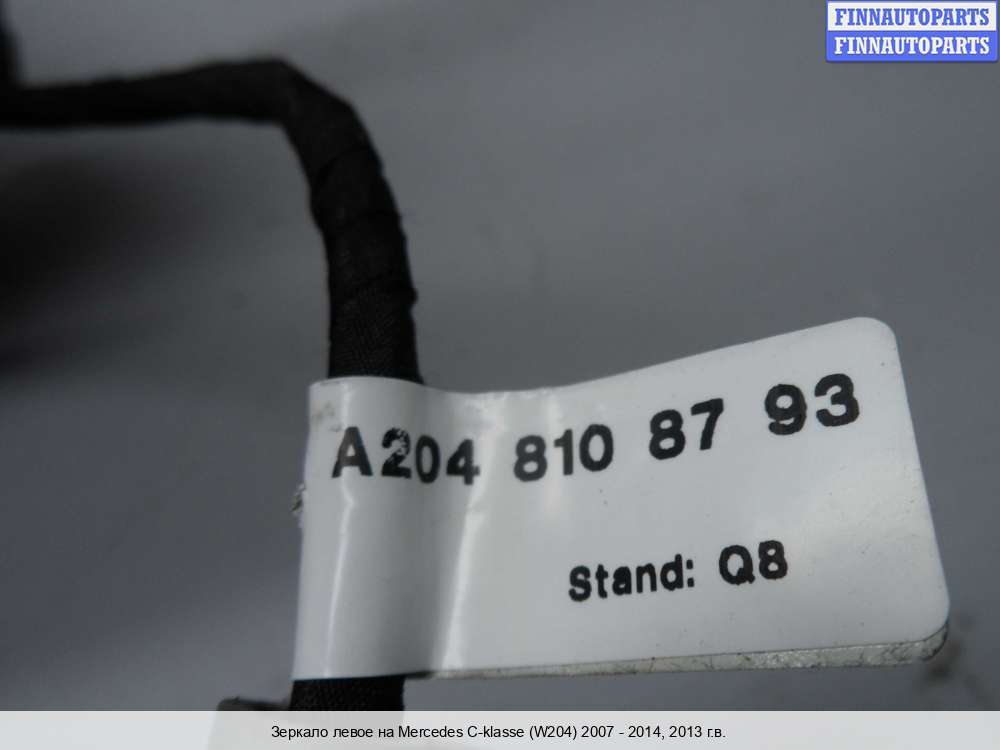 FINNAUTOPARTS
FINNAUTOPARTS
A204 810 87 93
Stand: Q8
Зеркало левое на Mercedes C-klasse (W204) 2007 - 2014, 2013 г.в.